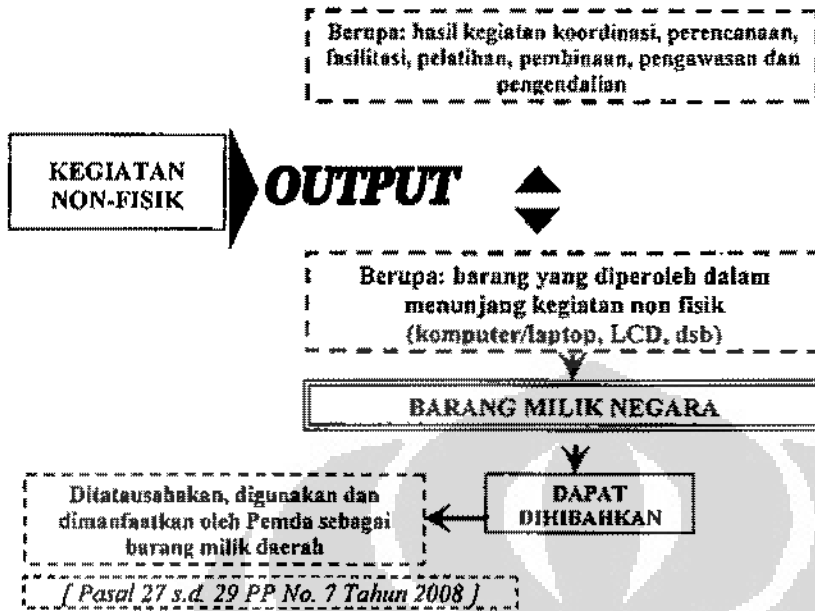 Berupa: hasil kegiatan koordinasi, perencanaan,
fasilitasi, pelatihan, pembinaan, pengawasan dan
pengendalian
KEGIATAN
NON-FISIK
OUTPUT
Berupa: barang yang diperoleh dalam
menunjang kegiatan non fisik
(komputer/laptop, LCD, dsb)
BARANG MILIK NEGARA
DAPAT
DIHIBAHKAN
Ditatausahakan, digunakan dan
dimanfaatkan oleh Pemda sebagai
barang milik daerah
[ Pasal 27 s.d. 29 PP No. 7 Tahun 2008 ]